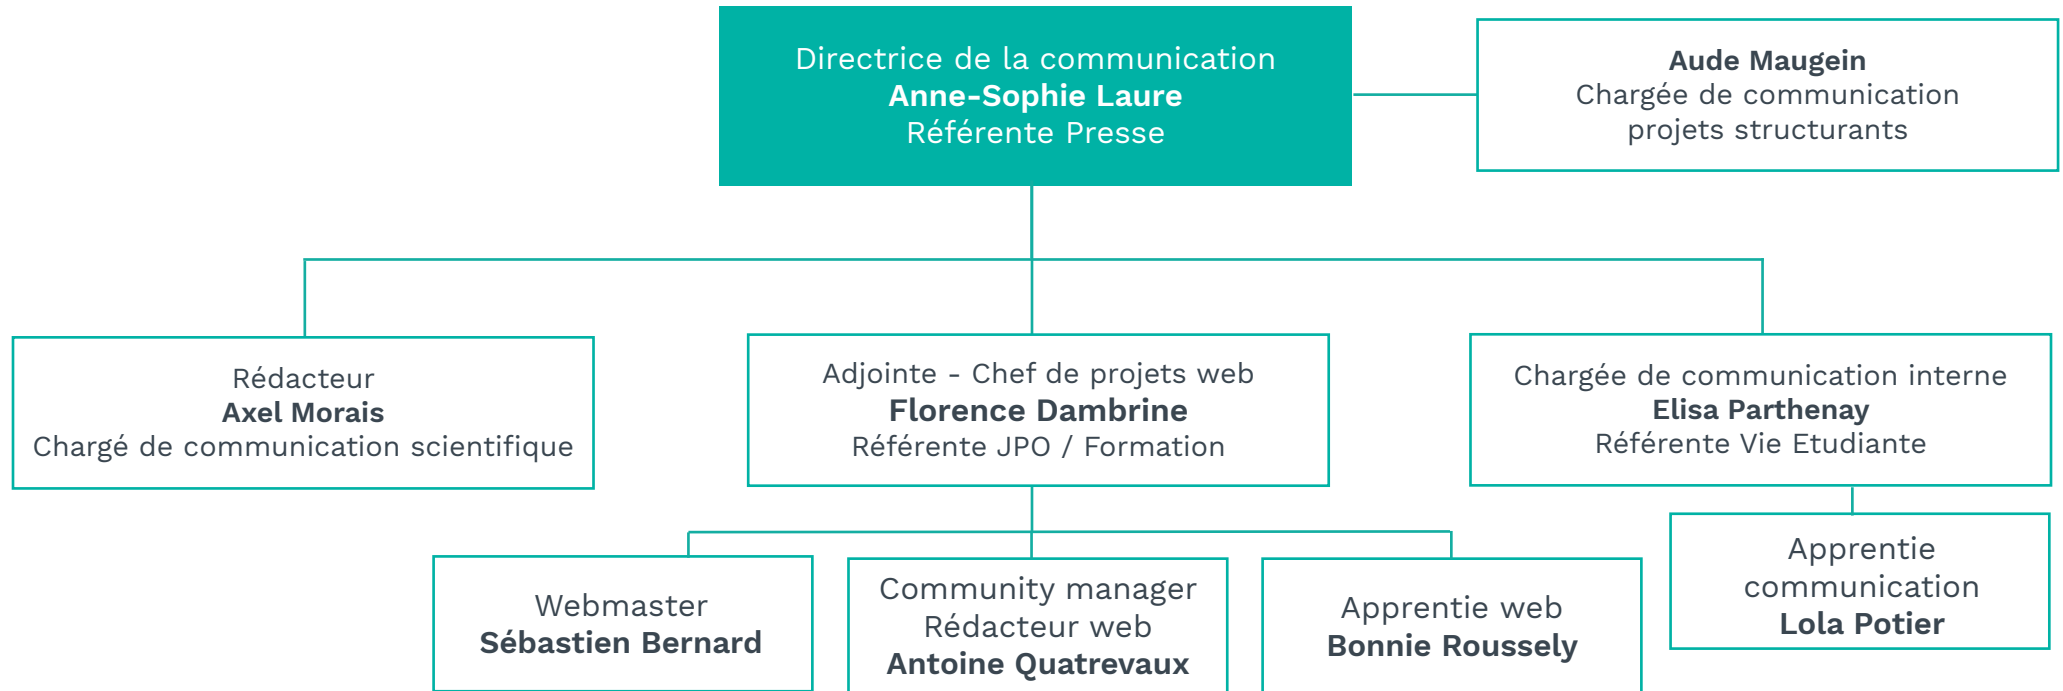 Directrice de la communication
Anne-Sophie Laure
Référente Presse
Aude Maugein
Chargée de communication
projets structurants
Rédacteur
Axel Morais
Chargé de communication scientifique
Adjointe - Chef de projets web
Florence Dambrine
Référente JPO / Formation
Chargée de communication interne
Elisa Parthenay
Référente Vie Etudiante
Webmaster
Sébastien Bernard
Community manager
Rédacteur web
Antoine Quatrevaux
Apprentie web
Bonnie Roussely
Apprentie
communication
Lola Potier